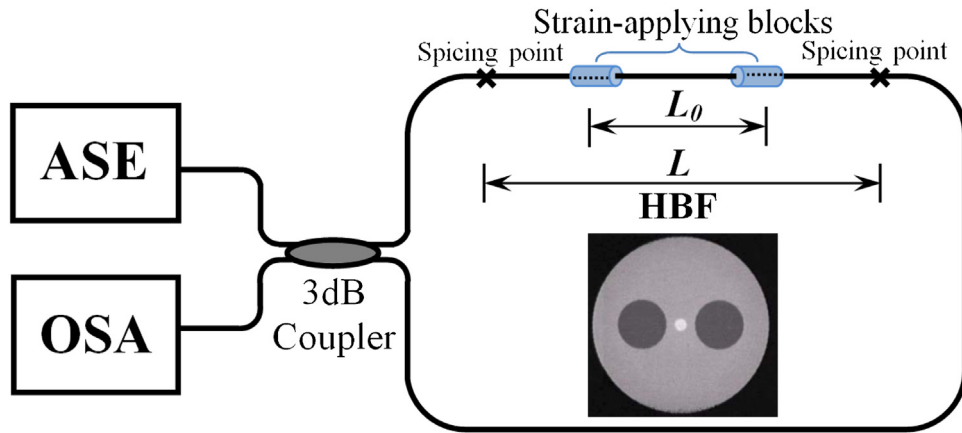 Strain-applying blocks
Spicing point
Spicing point
L₀
L
HBF
ASE
OSA
3dB
Coupler